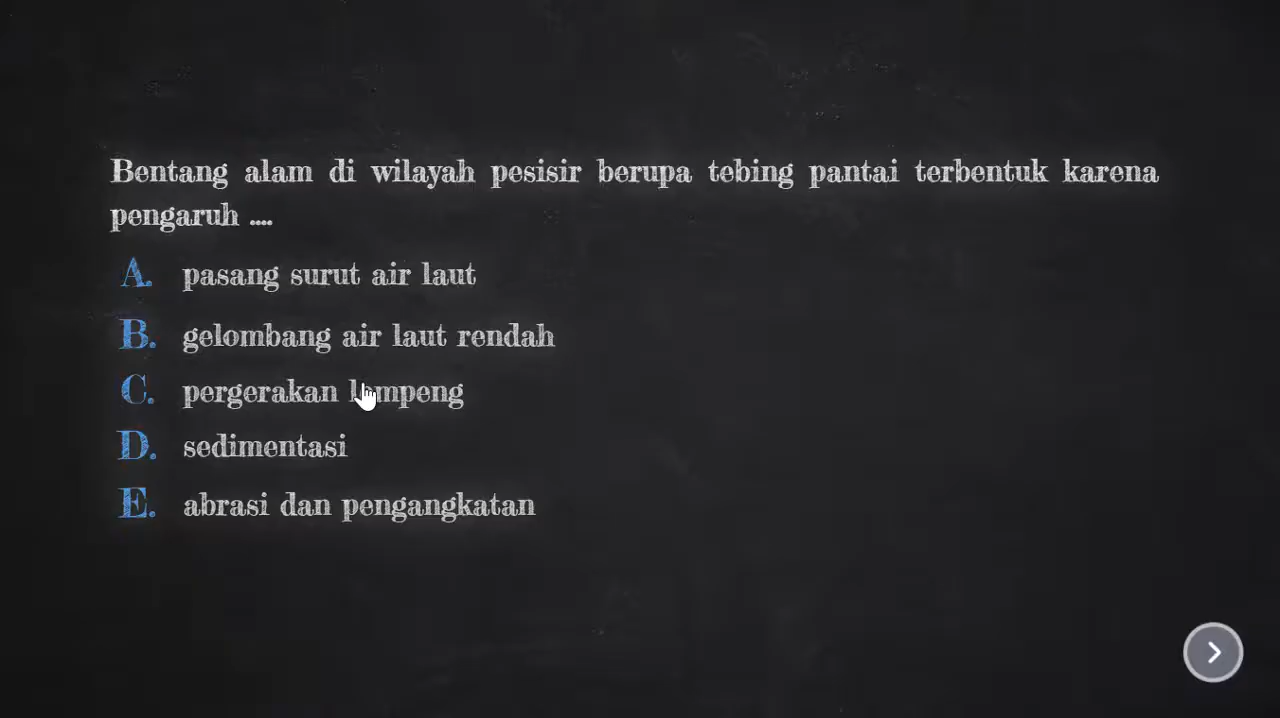 Bentang alam di wilayah pesisir berupa tebing pantai terbentuk karena
pengaruh ....
A. pasang surut air laut
B. gelombang air laut rendah
C. pergerakan lempeng
D. sedimentasi
E. abrasi dan pengangkatan